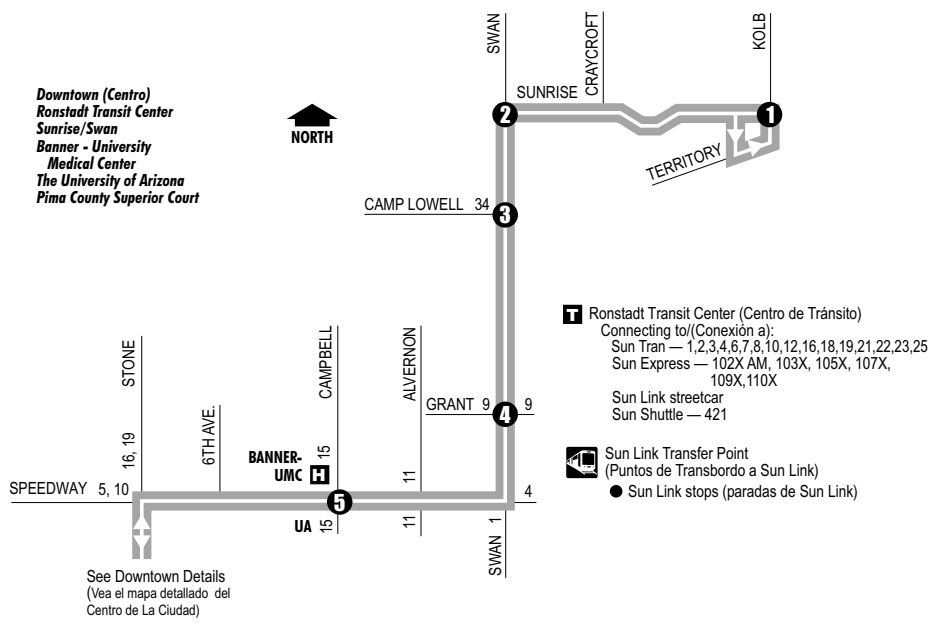 Downtown (Centro)
Ronstadt Transit Center
Sunrise/Swan
Banner - University
Medical Center
The University of Arizona
Pima County Superior Court
NORTH
SWAN
SUNRISE
CRAYCROFT
KOLB
2
1
TERRITORY
CAMP LOWELL 34
3
T Ronstadt Transit Center (Centro de Tránsito)
Connecting to/(Conexión a):
Sun Tran — 1,2,3,4,6,7,8,10,12,16,18,19,21,22,23,25
Sun Express — 102X AM, 103X, 105X, 107X,
109X,110X
Sun Link streetcar
Sun Shuttle — 421
Sun Link Transfer Point
(Puntos de Transbordo a Sun Link)
Sun Link stops (paradas de Sun Link)
GRANT 9
4
9
STONE
16, 19
6TH AVE.
CAMPBELL
15
ALVERNON
11
BANNER-
UMC H
SPEEDWAY 5, 10
5
4
UA
15
11
SWAN 1
See Downtown Details
(Vea el mapa detallado del
Centro de La Ciudad)